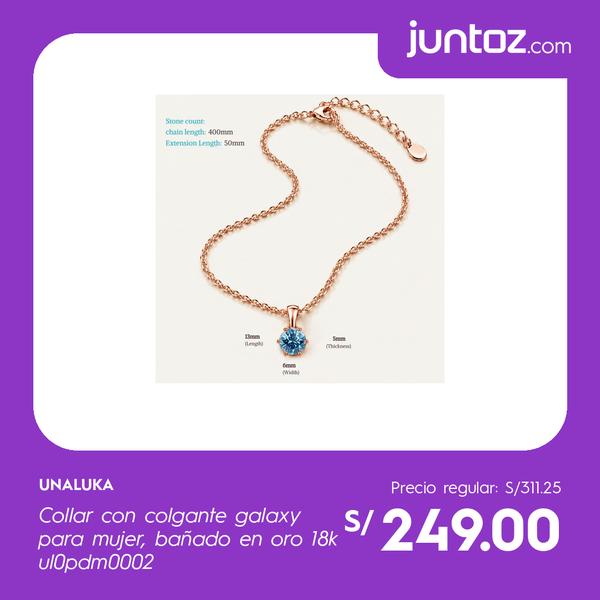 juntoz.com
Stone count:
chain length: 400mm
Extension Length: 50mm
13mm
(Length)
5mm
(Thickness)
6mm
(Width)
UNALUKA
Collar con colgante galaxy
para mujer, bañado en oro 18k
ul0pdm0002
Precio regular: S/311.25
S/ 249.00